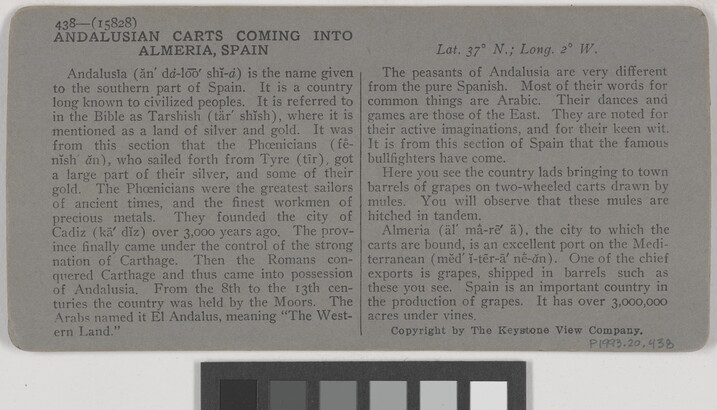 438—(15828)
ANDALUSIAN CARTS COMING INTO
ALMERIA, SPAIN
Andalusia (ăn' dȧ-lōō' shĭ-ȧ) is the name given
to the southern part of Spain. It is a country
long known to civilized peoples. It is referred to
in the Bible as Tarshish (tär' shĭsh), where it is
mentioned as a land of silver and gold. It was
from this section that the Phœnicians (fê-
nĭsh' ăn), who sailed forth from Tyre (tīr), got
a large part of their silver, and some of their
gold. The Phœnicians were the greatest sailors
of ancient times, and the finest workmen of
precious metals. They founded the city of
Cadiz (kā' dĭz) over 3,000 years ago. The prov-
ince finally came under the control of the strong
nation of Carthage. Then the Romans con-
quered Carthage and thus came into possession
of Andalusia. From the 8th to the 13th cen-
turies the country was held by the Moors. The
Arabs named it El Andalus, meaning "The West-
ern Land."
Lat. 37° N.; Long. 2° W.
The peasants of Andalusia are very different
from the pure Spanish. Most of their words for
common things are Arabic. Their dances and
games are those of the East. They are noted for
their active imaginations, and for their keen wit.
It is from this section of Spain that the famous
bullfighters have come.
Here you see the country lads bringing to town
barrels of grapes on two-wheeled carts drawn by
mules. You will observe that these mules are
hitched in tandem.
Almeria (äl' mâ-rē' ä), the city to which the
carts are bound, is an excellent port on the Medi-
terranean (mĕd' ĭ-tĕr-ā' nê-ăn). One of the chief
exports is grapes, shipped in barrels such as
these you see. Spain is an important country in
the production of grapes. It has over 3,000,000
acres under vines.
Copyright by The Keystone View Company.
P1993.20.438